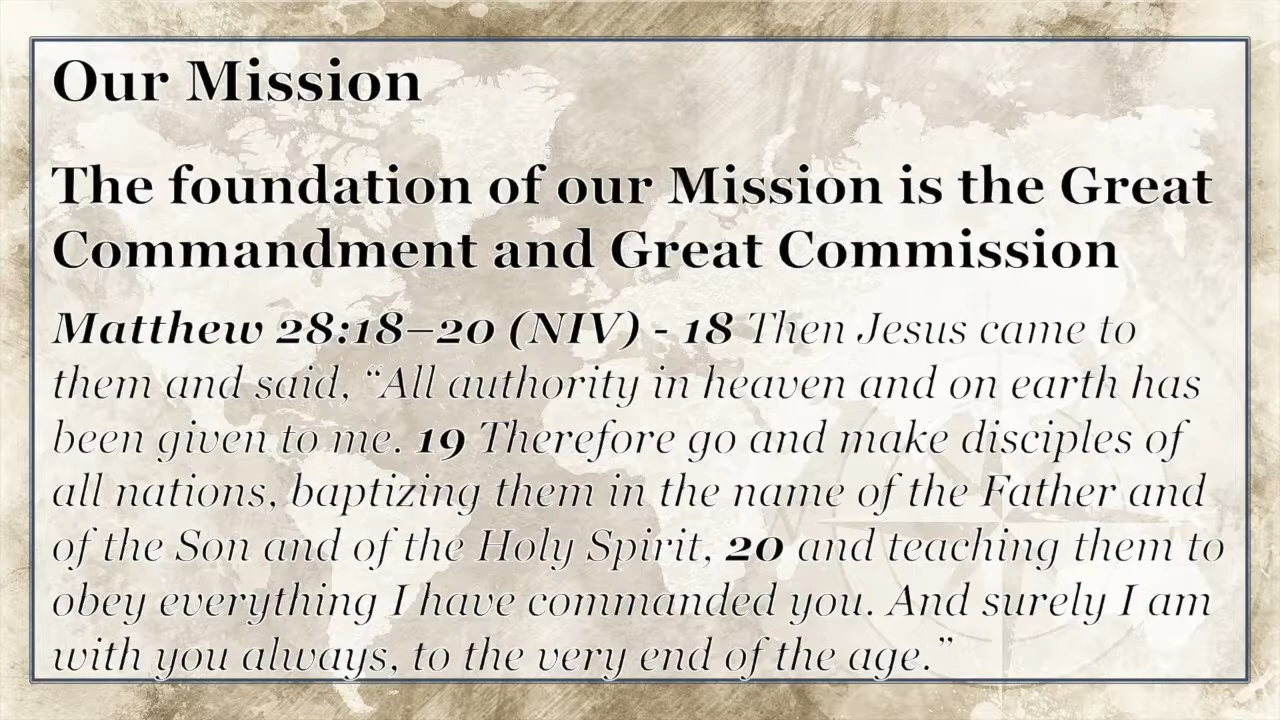 Our Mission
The foundation of our Mission is the Great
Commandment and Great Commission
Matthew 28:18–20 (NIV) - 18 Then Jesus came to
them and said, “All authority in heaven and on earth has
been given to me. 19 Therefore go and make disciples of
all nations, baptizing them in the name of the Father and
of the Son and of the Holy Spirit, 20 and teaching them to
obey everything I have commanded you. And surely I am
with you always, to the very end of the age.”